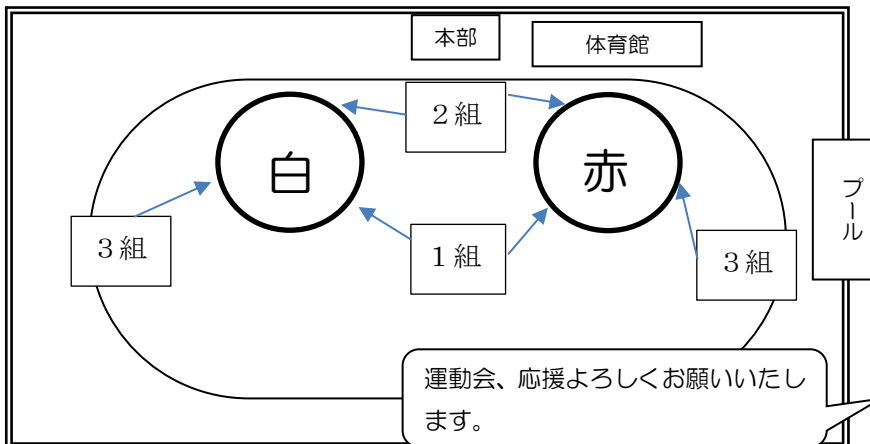 本部
体育館
２組
白
赤
プール
３組
１組
３組
運動会、応援よろしくお願いいたし
ます。